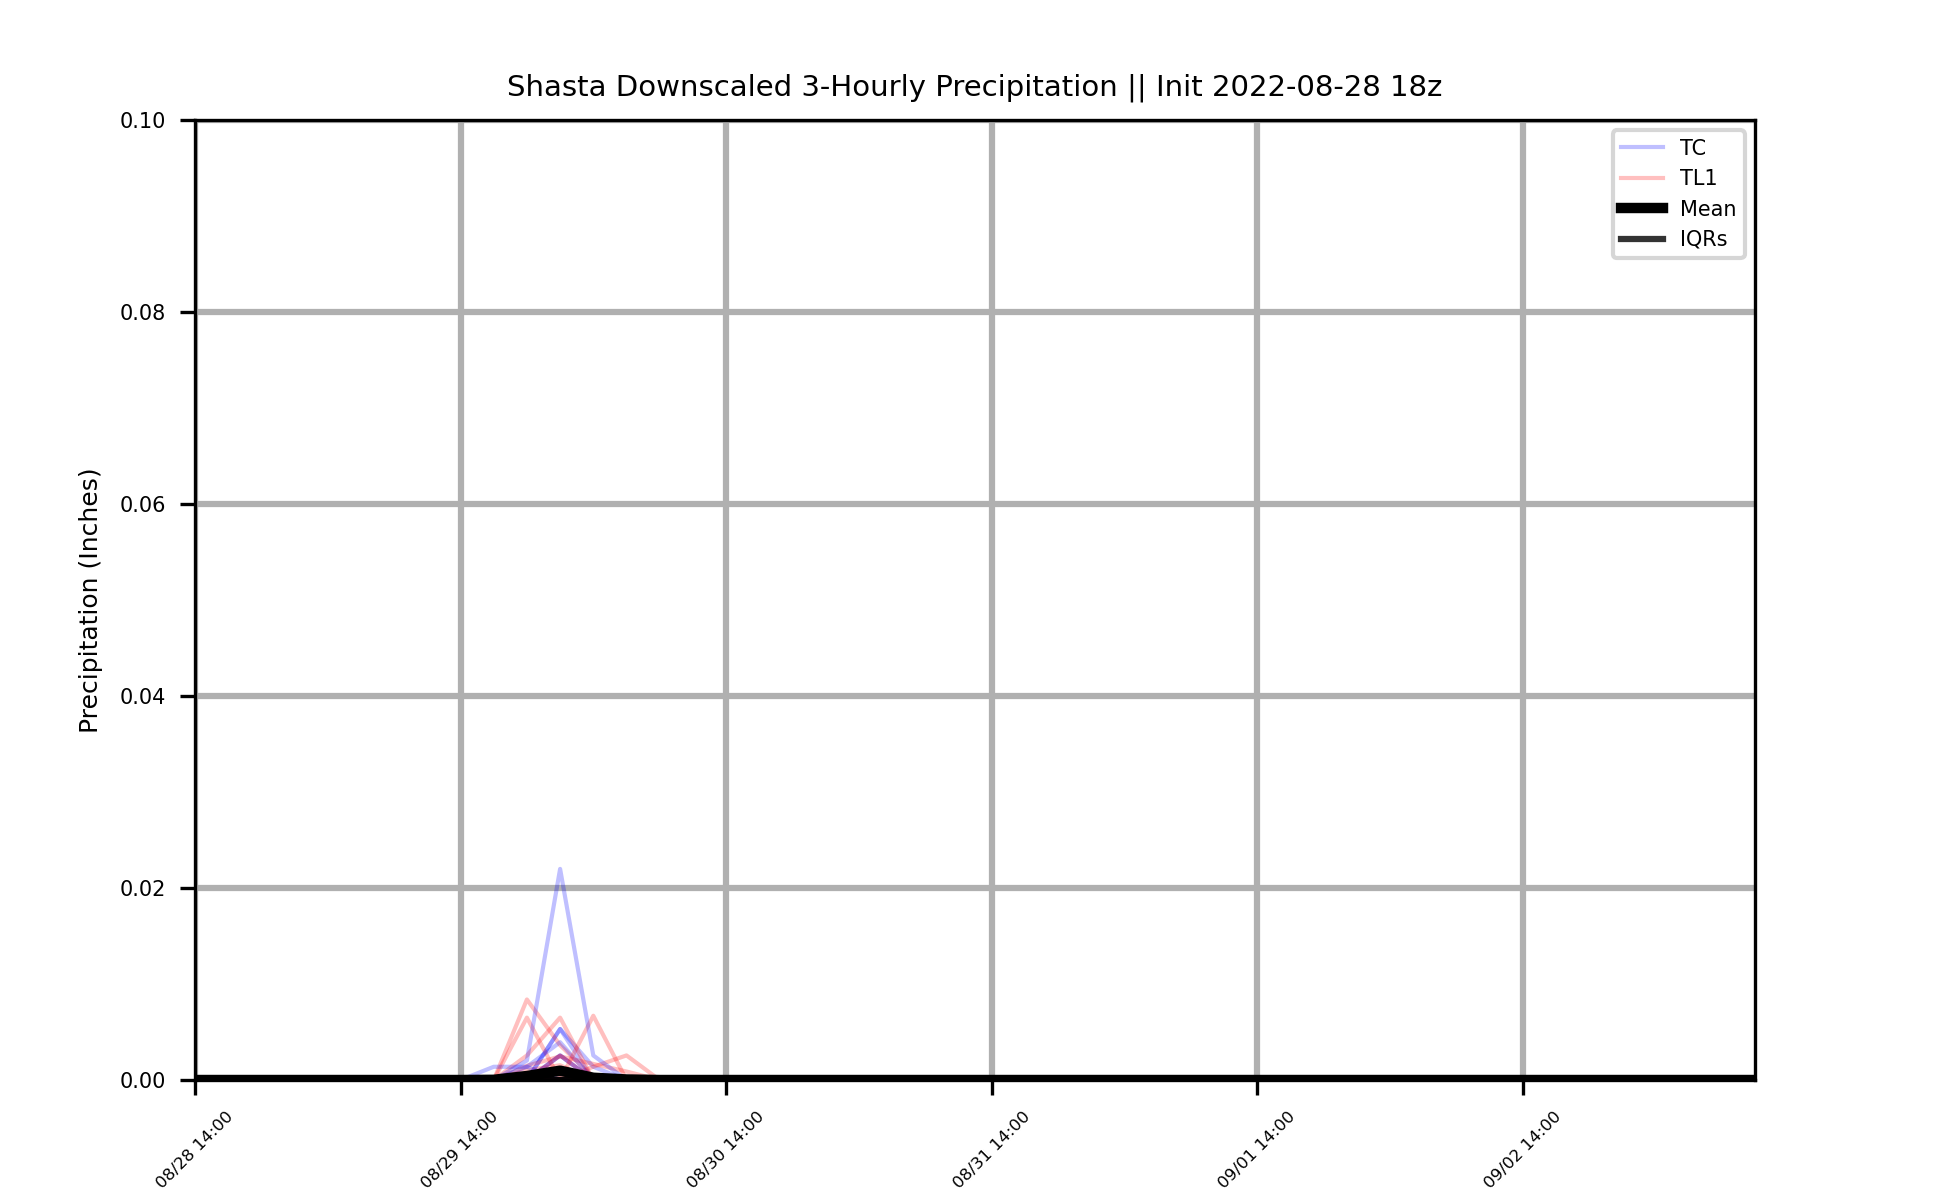 Shasta Downscaled 3-Hourly Precipitation || Init 2022-08-28 18z
TC
TL1
Mean
IQRs
Precipitation (Inches)
0.10
0.08
0.06
0.04
0.02
0.00
08/28 14:00
08/29 14:00
08/30 14:00
08/31 14:00
09/01 14:00
09/02 14:00